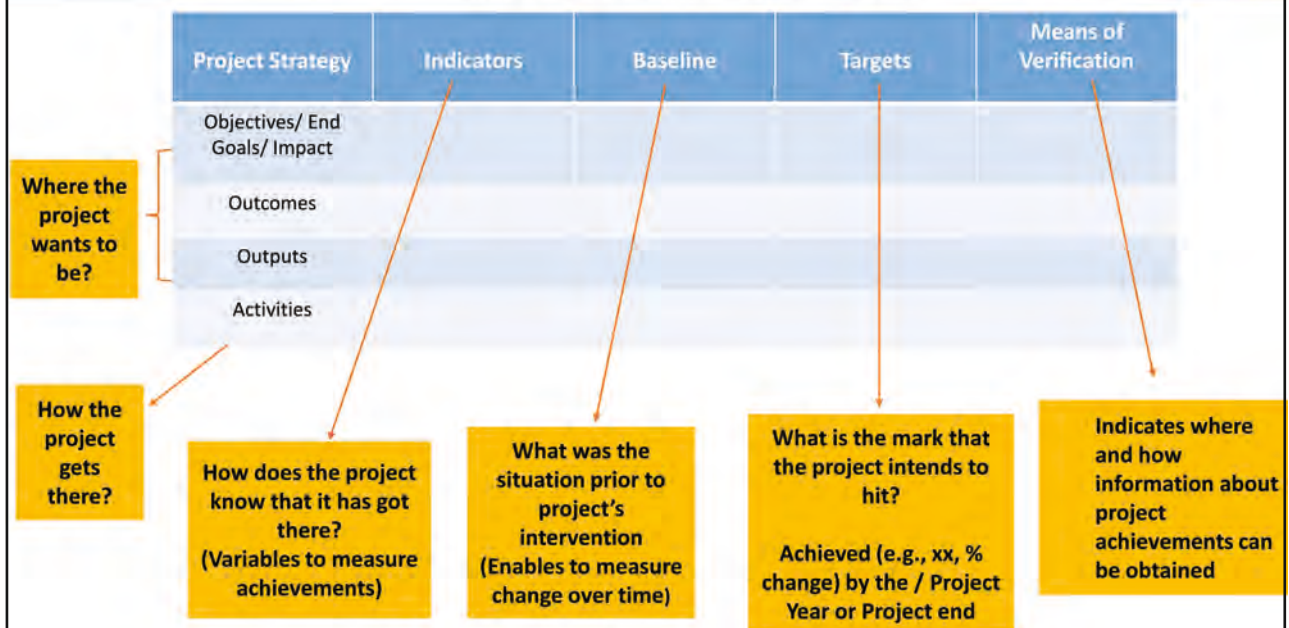 Project Strategy
Indicators
Baseline
Targets
Means of
Verification
Objectives/ End
Goals/ Impact
Outcomes
Outputs
Activities
Where the
project
wants to
be?
How the
project
gets
there?
How does the project
know that it has got
there?
(Variables to measure
achievements)
What was the
situation prior to
project's
intervention
(Enables to measure
change over time)
What is the mark that
the project intends to
hit?
Achieved (e.g., xx, %
change) by the / Project
Year or Project end
Indicates where
and how
information about
project
achievements can
be obtained